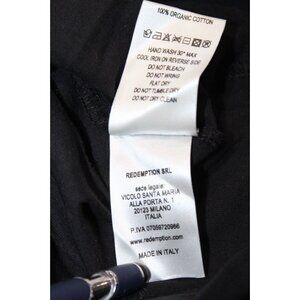 100% ORGANIC COTTON
HAND WASH 30° MAX
COOL IRON ON REVERSE SIDE
DO NOT BLEACH
DO NOT WRING
FLAT DRY
DO NOT TUMBLE DRY
DO NOT DRY CLEAN
REDEMPTION SRL
sede legale:
VICOLO SANTA MARIA
ALLA PORTA N. 1
20123 MILANO
ITALIA
P.IVA 07099720966
www.redemption.com
MADE IN ITALY